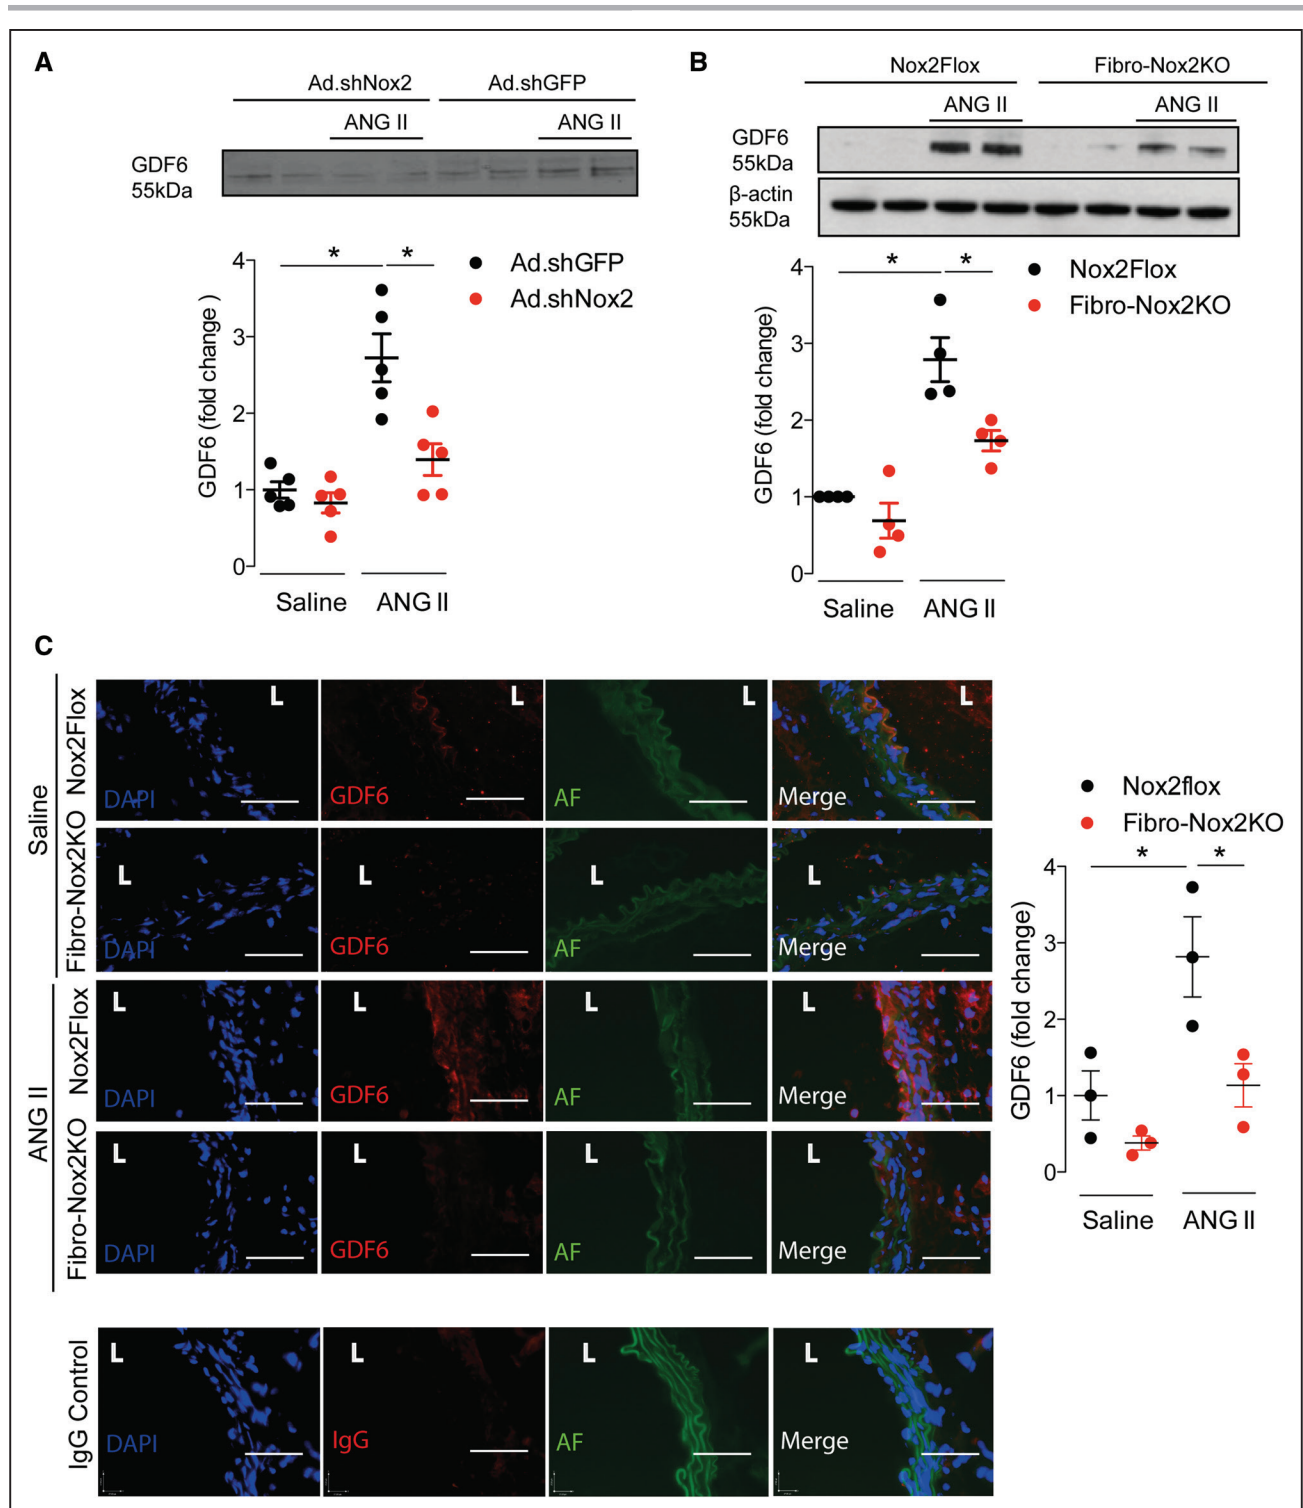 A
Ad.shNox2 Ad.shGFP
ANG II ANG II
GDF6
55kDa
4
3
2
1
0
GDF6 (fold change )
* *
Ad.shGFP
Ad.shNox2
Saline ANG II
B
Nox2Flox Fibro-Nox2KO
ANG II ANG II
GDF6
55kDa
β-actin
55kDa
4
3
2
1
0
GDF6 (fold change)
* *
Nox2Flox
Fibro-Nox2KO
Saline ANG II
C
Saline
Nox2Flox
L L L L
DAPI GDF6 AF Merge
Fibro-Nox2KO
L L L L
DAPI GDF6 AF Merge
ANG II
Nox2Flox
L L L L
DAPI GDF6 AF Merge
Fibro-Nox2KO
L L L L
DAPI GDF6 AF Merge
IgG Control
L L L L
DAPI IgG AF Merge
Nox2flox
Fibro-Nox2KO
* *
4
3
2
1
0
GDF6 (fold change)
Saline ANG II